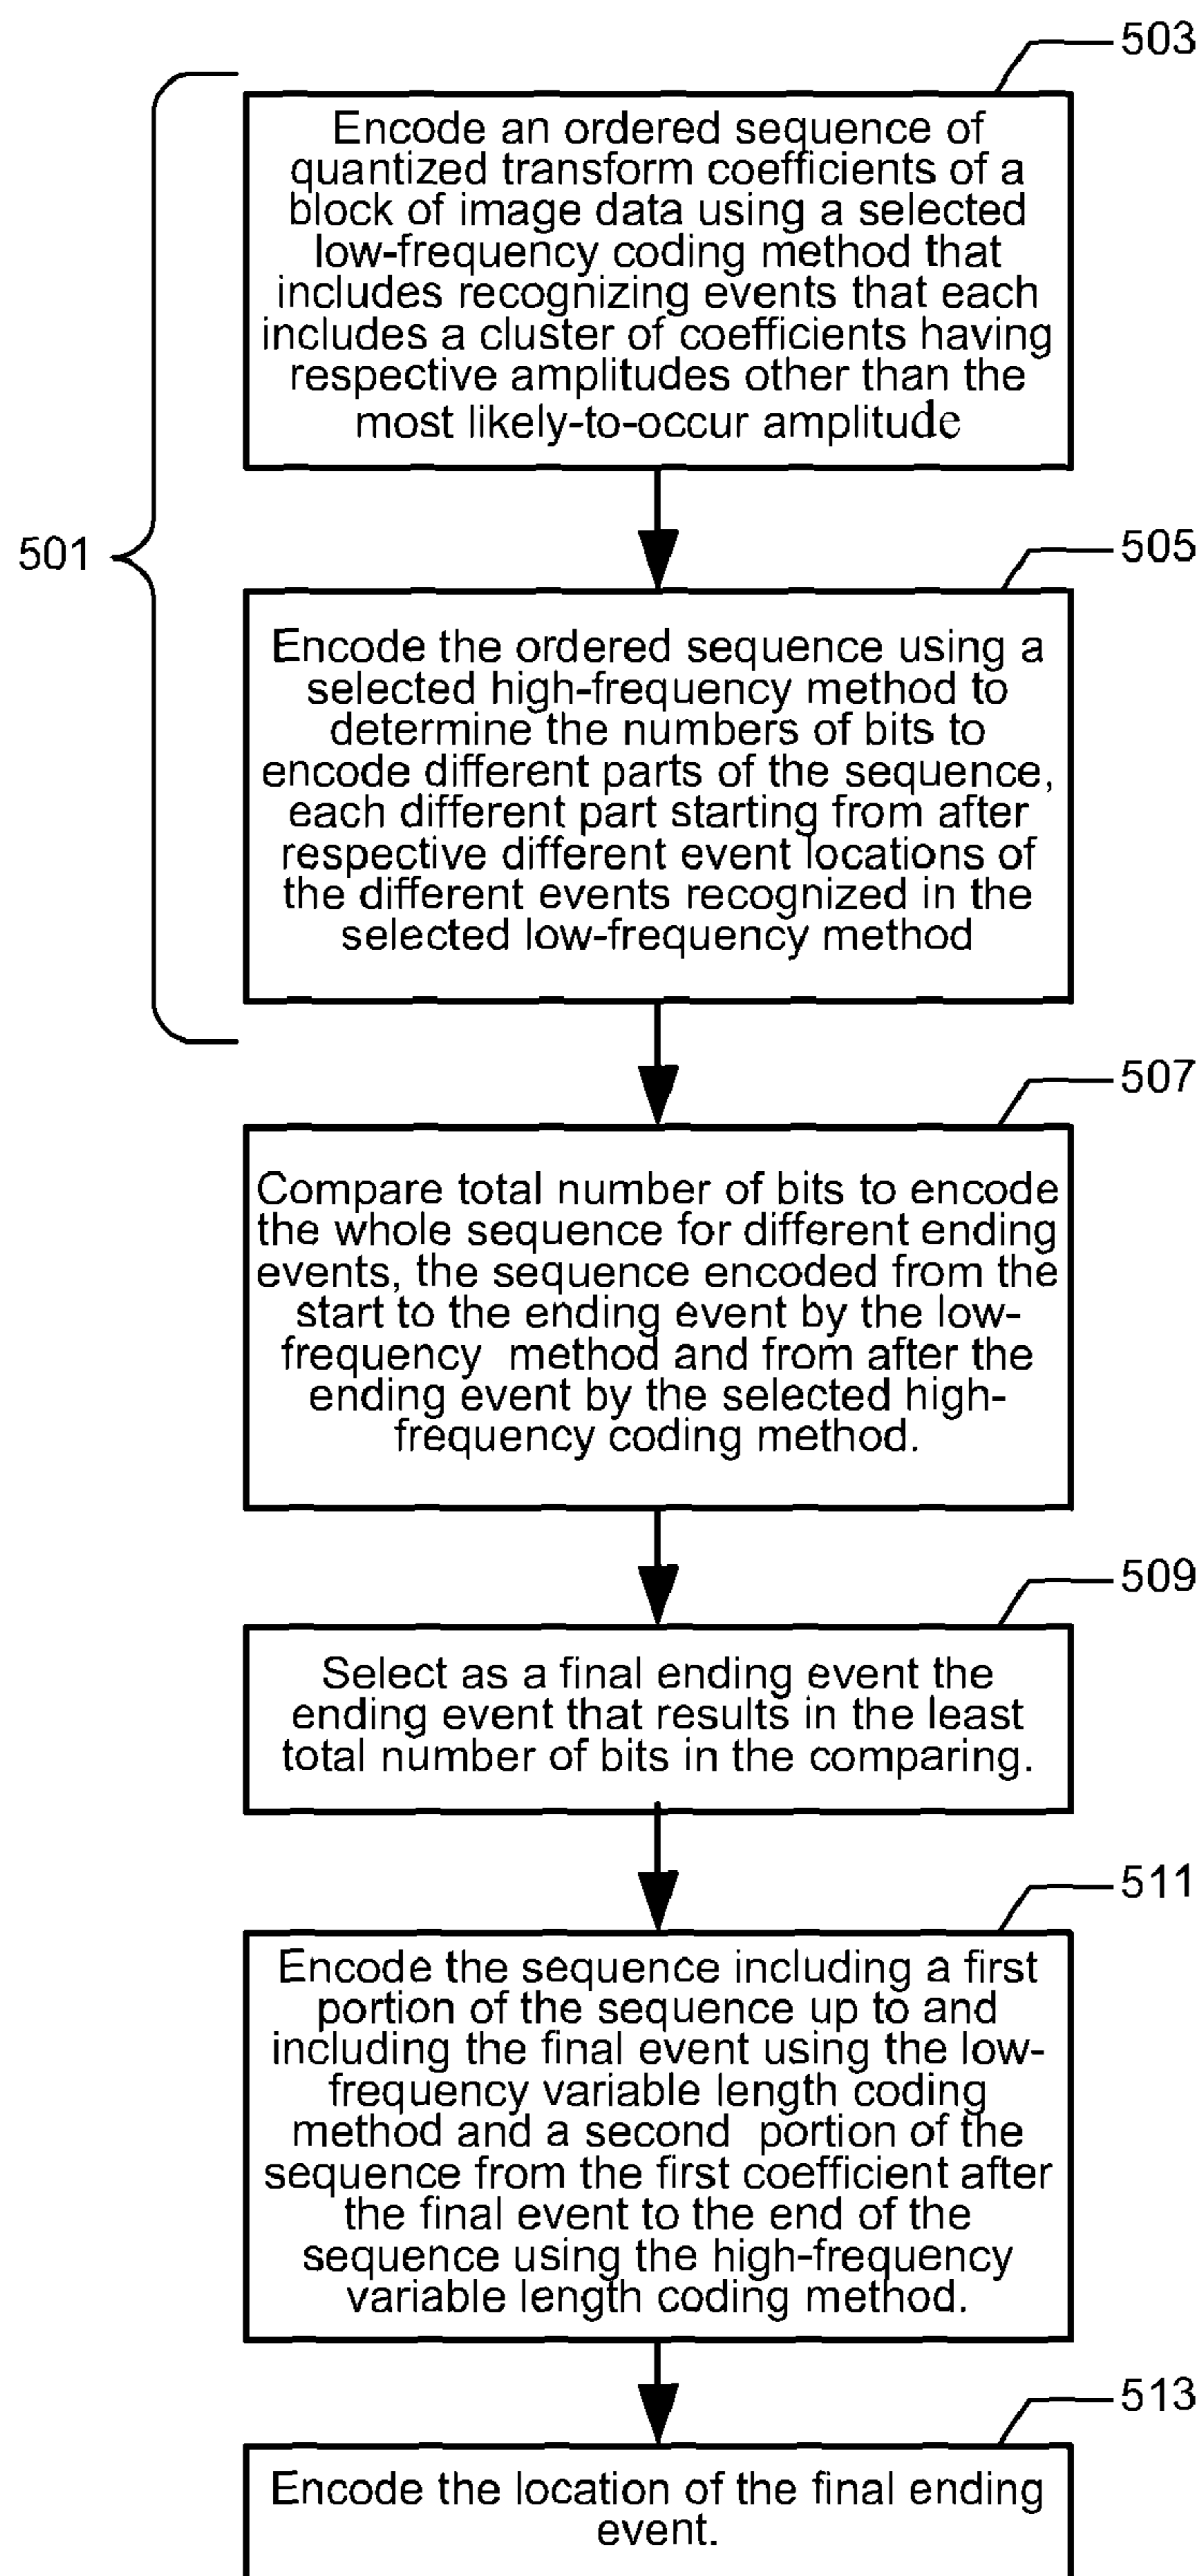 503
Encode an ordered sequence of
quantized transform coefficients of a
block of image data using a selected
low-frequency coding method that
includes recognizing events that each
includes a cluster of coefficients having
respective amplitudes other than the
most likely-to-occur amplitude
501
505
Encode the ordered sequence using a
selected high-frequency method to
determine the numbers of bits to
encode different parts of the sequence,
each different part starting from after
respective different event locations of
the different events recognized in the
selected low-frequency method
507
Compare total number of bits to encode
the whole sequence for different ending
events, the sequence encoded from the
start to the ending event by the low-
frequency method and from after the
ending event by the selected high-
frequency coding method.
509
Select as a final ending event the
ending event that results in the least
total number of bits in the comparing.
511
Encode the sequence including a first
portion of the sequence up to and
including the final event using the low-
frequency variable length coding
method and a second portion of the
sequence from the first coefficient after
the final event to the end of the
sequence using the high-frequency
variable length coding method.
513
Encode the location of the final ending
event.